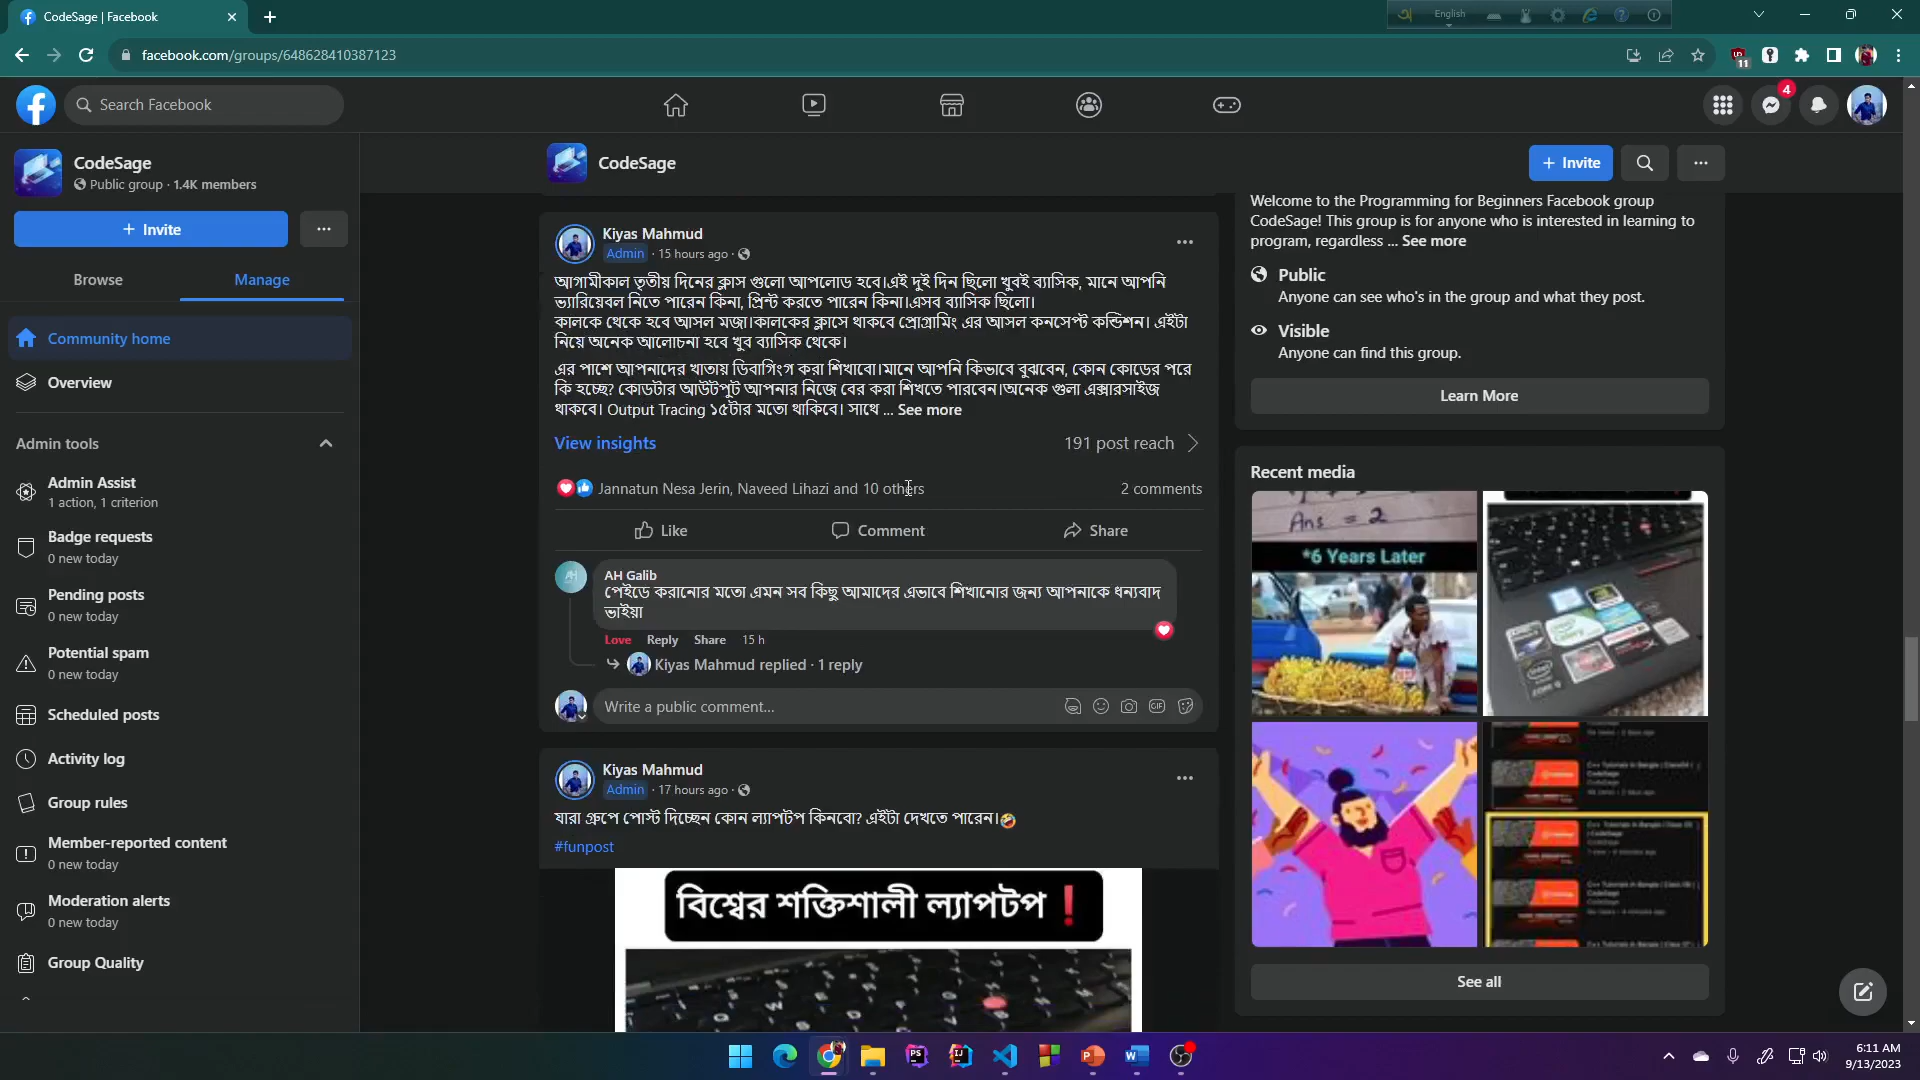 CodeSage | Facebook
English
facebook.com/groups/648628410387123
11
Search Facebook
4
CodeSage
Public group · 1.4K members
+ Invite
Browse
Manage
Community home
Overview
Admin tools
Admin Assist
1 action, 1 criterion
Badge requests
0 new today
Pending posts
0 new today
Potential spam
0 new today
Scheduled posts
Activity log
Group rules
Member-reported content
0 new today
Moderation alerts
0 new today
Group Quality
CodeSage
+ Invite
Kiyas Mahmud
Admin · 15 hours ago ·
আগামীকাল তৃতীয় দিনের ক্লাস গুলো আপলোড হবে।এই দুই দিন ছিলো খুবই ব্যাসিক, মানে আপনি
ভ্যারিয়েবল নিতে পারেন কিনা, প্রিন্ট করতে পারেন কিনা।এসব ব্যাসিক ছিলো।
কালকে থেকে হবে আসল মজা।কালকের ক্লাসে থাকবে প্রোগ্রামিং এর আসল কনসেপ্ট কন্ডিশন। এইটা
নিয়ে অনেক আলোচনা হবে খুব ব্যাসিক থেকে।
এর পাশে আপনাদের খাতায় ডিবাগিংগ করা শিখাবো।মানে আপনি কিভাবে বুঝবেন, কোন কোডের পরে
কি হচ্ছে? কোডটার আউটপুট আপনার নিজে বের করা শিখতে পারবেন।অনেক গুলা এক্সারসাইজ
থাকবে। Output Tracing ১৫টার মতো থাকিবে। সাথে ... See more
View insights
191 post reach
Jannatun Nesa Jerin, Naveed Lihazi and 10 others
2 comments
Like
Comment
Share
AH Galib
পেইডে করানোর মতো এমন সব কিছু আমাদের এভাবে শিখানোর জন্য আপনাকে ধন্যবাদ
ভাইয়া
Love Reply Share 15 h
Kiyas Mahmud replied · 1 reply
Write a public comment...
GIF
Kiyas Mahmud
Admin · 17 hours ago ·
যারা গ্রুপে পোস্ট দিচ্ছেন কোন ল্যাপটপ কিনবো? এইটা দেখতে পারেন।
#funpost
বিশ্বের শক্তিশালী ল্যাপটপ❗
Welcome to the Programming for Beginners Facebook group
CodeSage! This group is for anyone who is interested in learning to
program, regardless ... See more
Public
Anyone can see who's in the group and what they post.
Visible
Anyone can find this group.
Learn More
Recent media
Ans = 2
*6 Years Later
See all
6:11 AM
9/13/2023